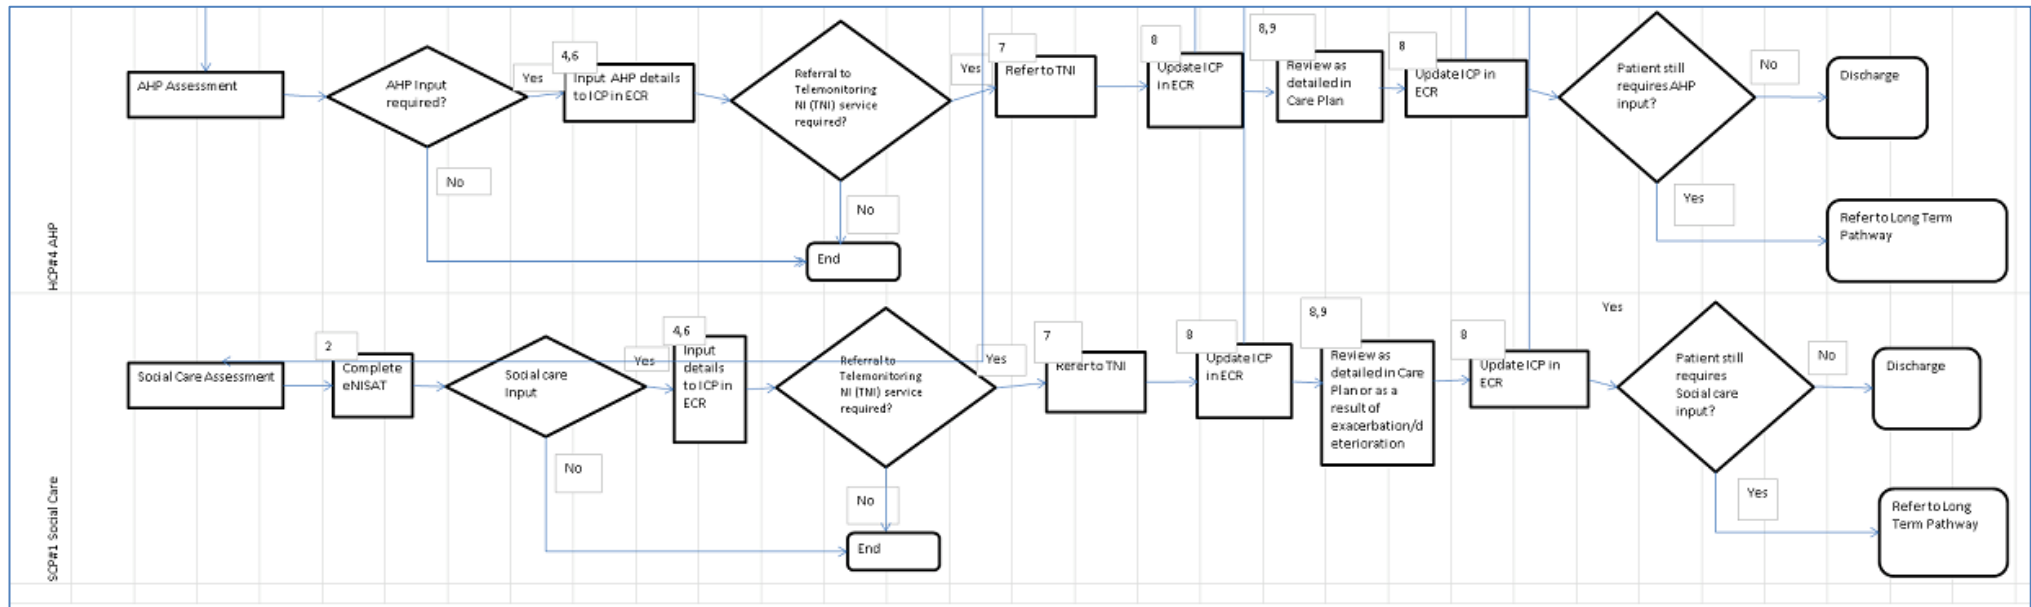 HCP#4 AHP
AHP Assessment
AHP Input
required?
Yes
No
4,6
Input AHP details
to ICP in ECR
Referral to
Telemonitoring
NI (TNI) service
required?
Yes
No
End
7
Refer to TNI
8
Update ICP
in ECR
8,9
Review as
detailed in
Care Plan
8
Update ICP in
ECR
Patient still
requires AHP
input?
No
Discharge
Yes
Refer to Long Term
Pathway
SCP#1 Social Care
Social Care Assessment
2
Complete
eNISAT
Social care
Input
Yes
No
4,6
Input
details
to ICP in
ECR
Referral to
Telemonitoring
NI (TNI) service
required?
Yes
No
End
7
Refer to TNI
8
Update ICP
in ECR
8,9
Review as
detailed in Care
Plan or as a
result of
exacerbation/d
eterioration
8
Update ICP in
ECR
Yes
Patient still
requires
Social care
input?
No
Discharge
Yes
Refer to Long
Term Pathway